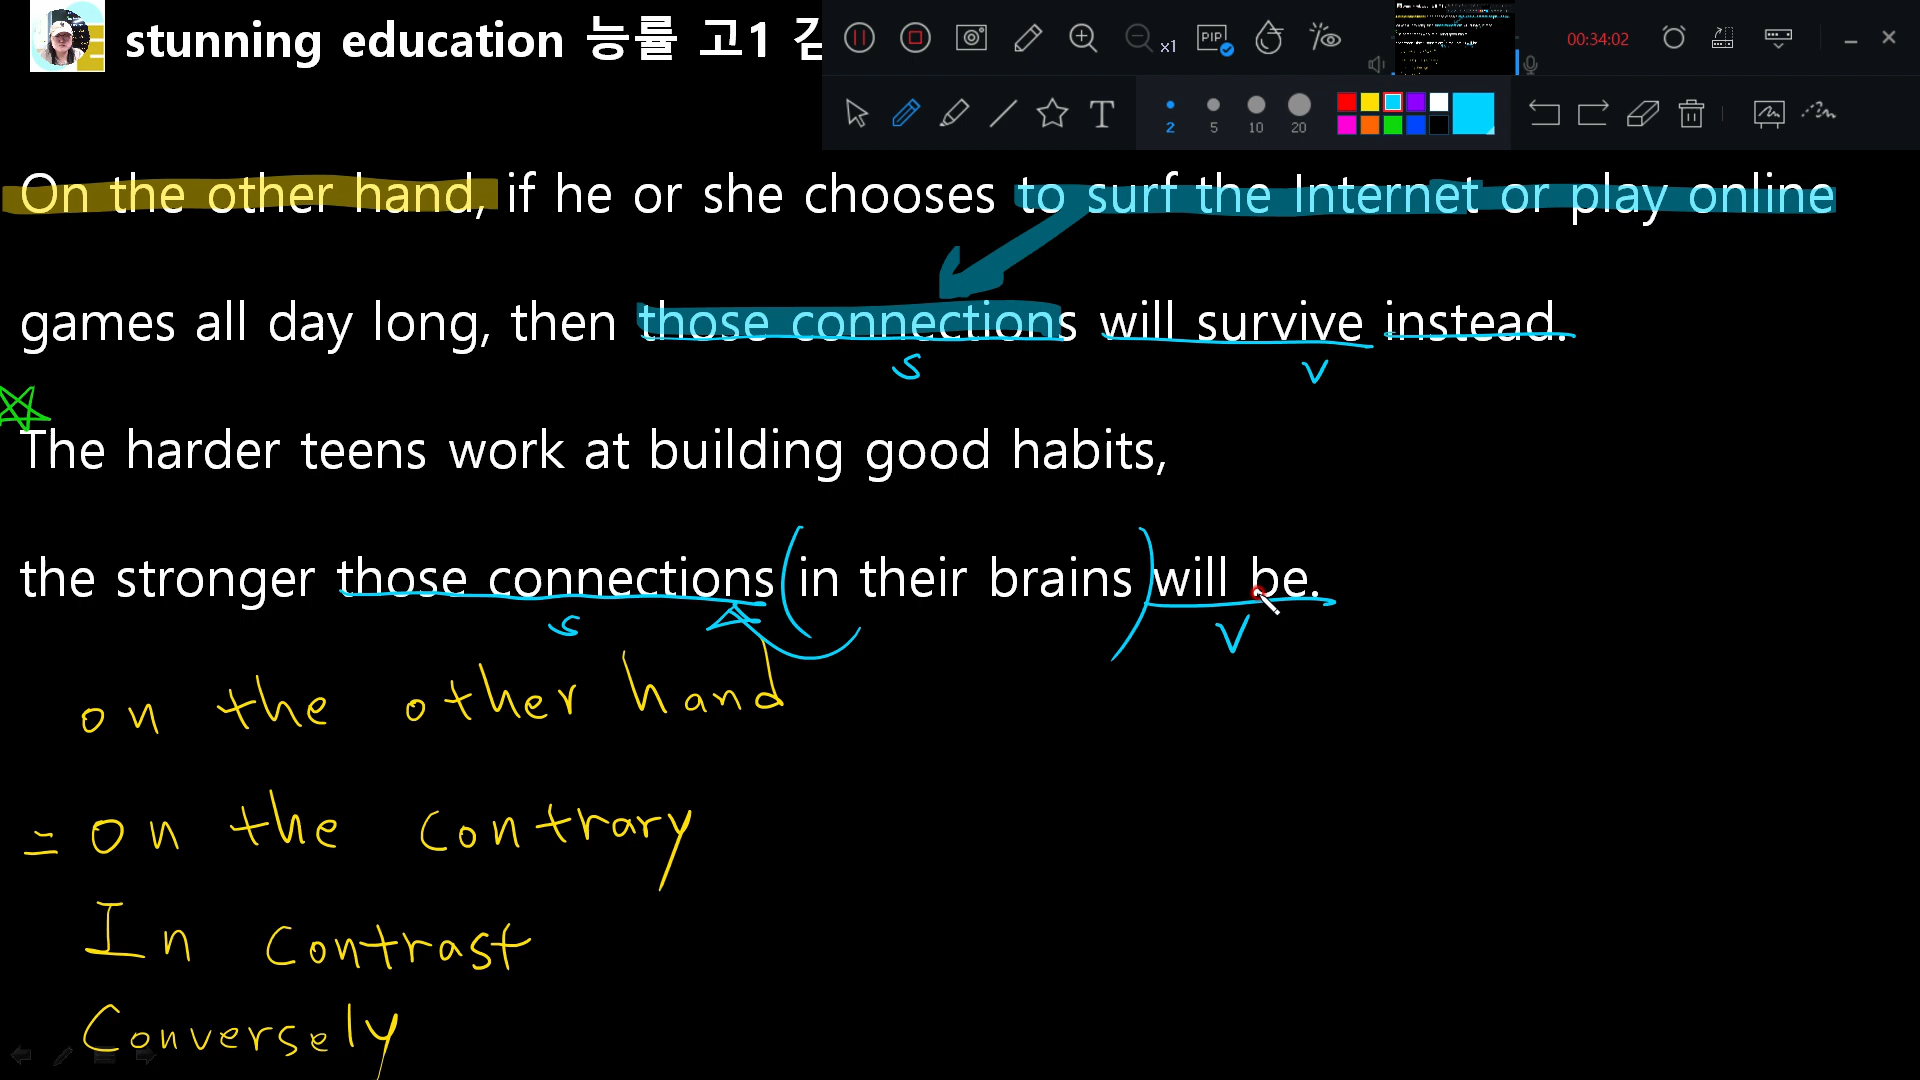 stunning education 능률 고1 김
x1
PIP
00:34:02
T
2 5 10 20
On the other hand, if he or she chooses to surf the Internet or play online
games all day long, then those connections will survive instead.
s v
The harder teens work at building good habits,
the stronger those connections (in their brains) will be.
s v
on the other hand
= on the contrary
In contrast
Conversely